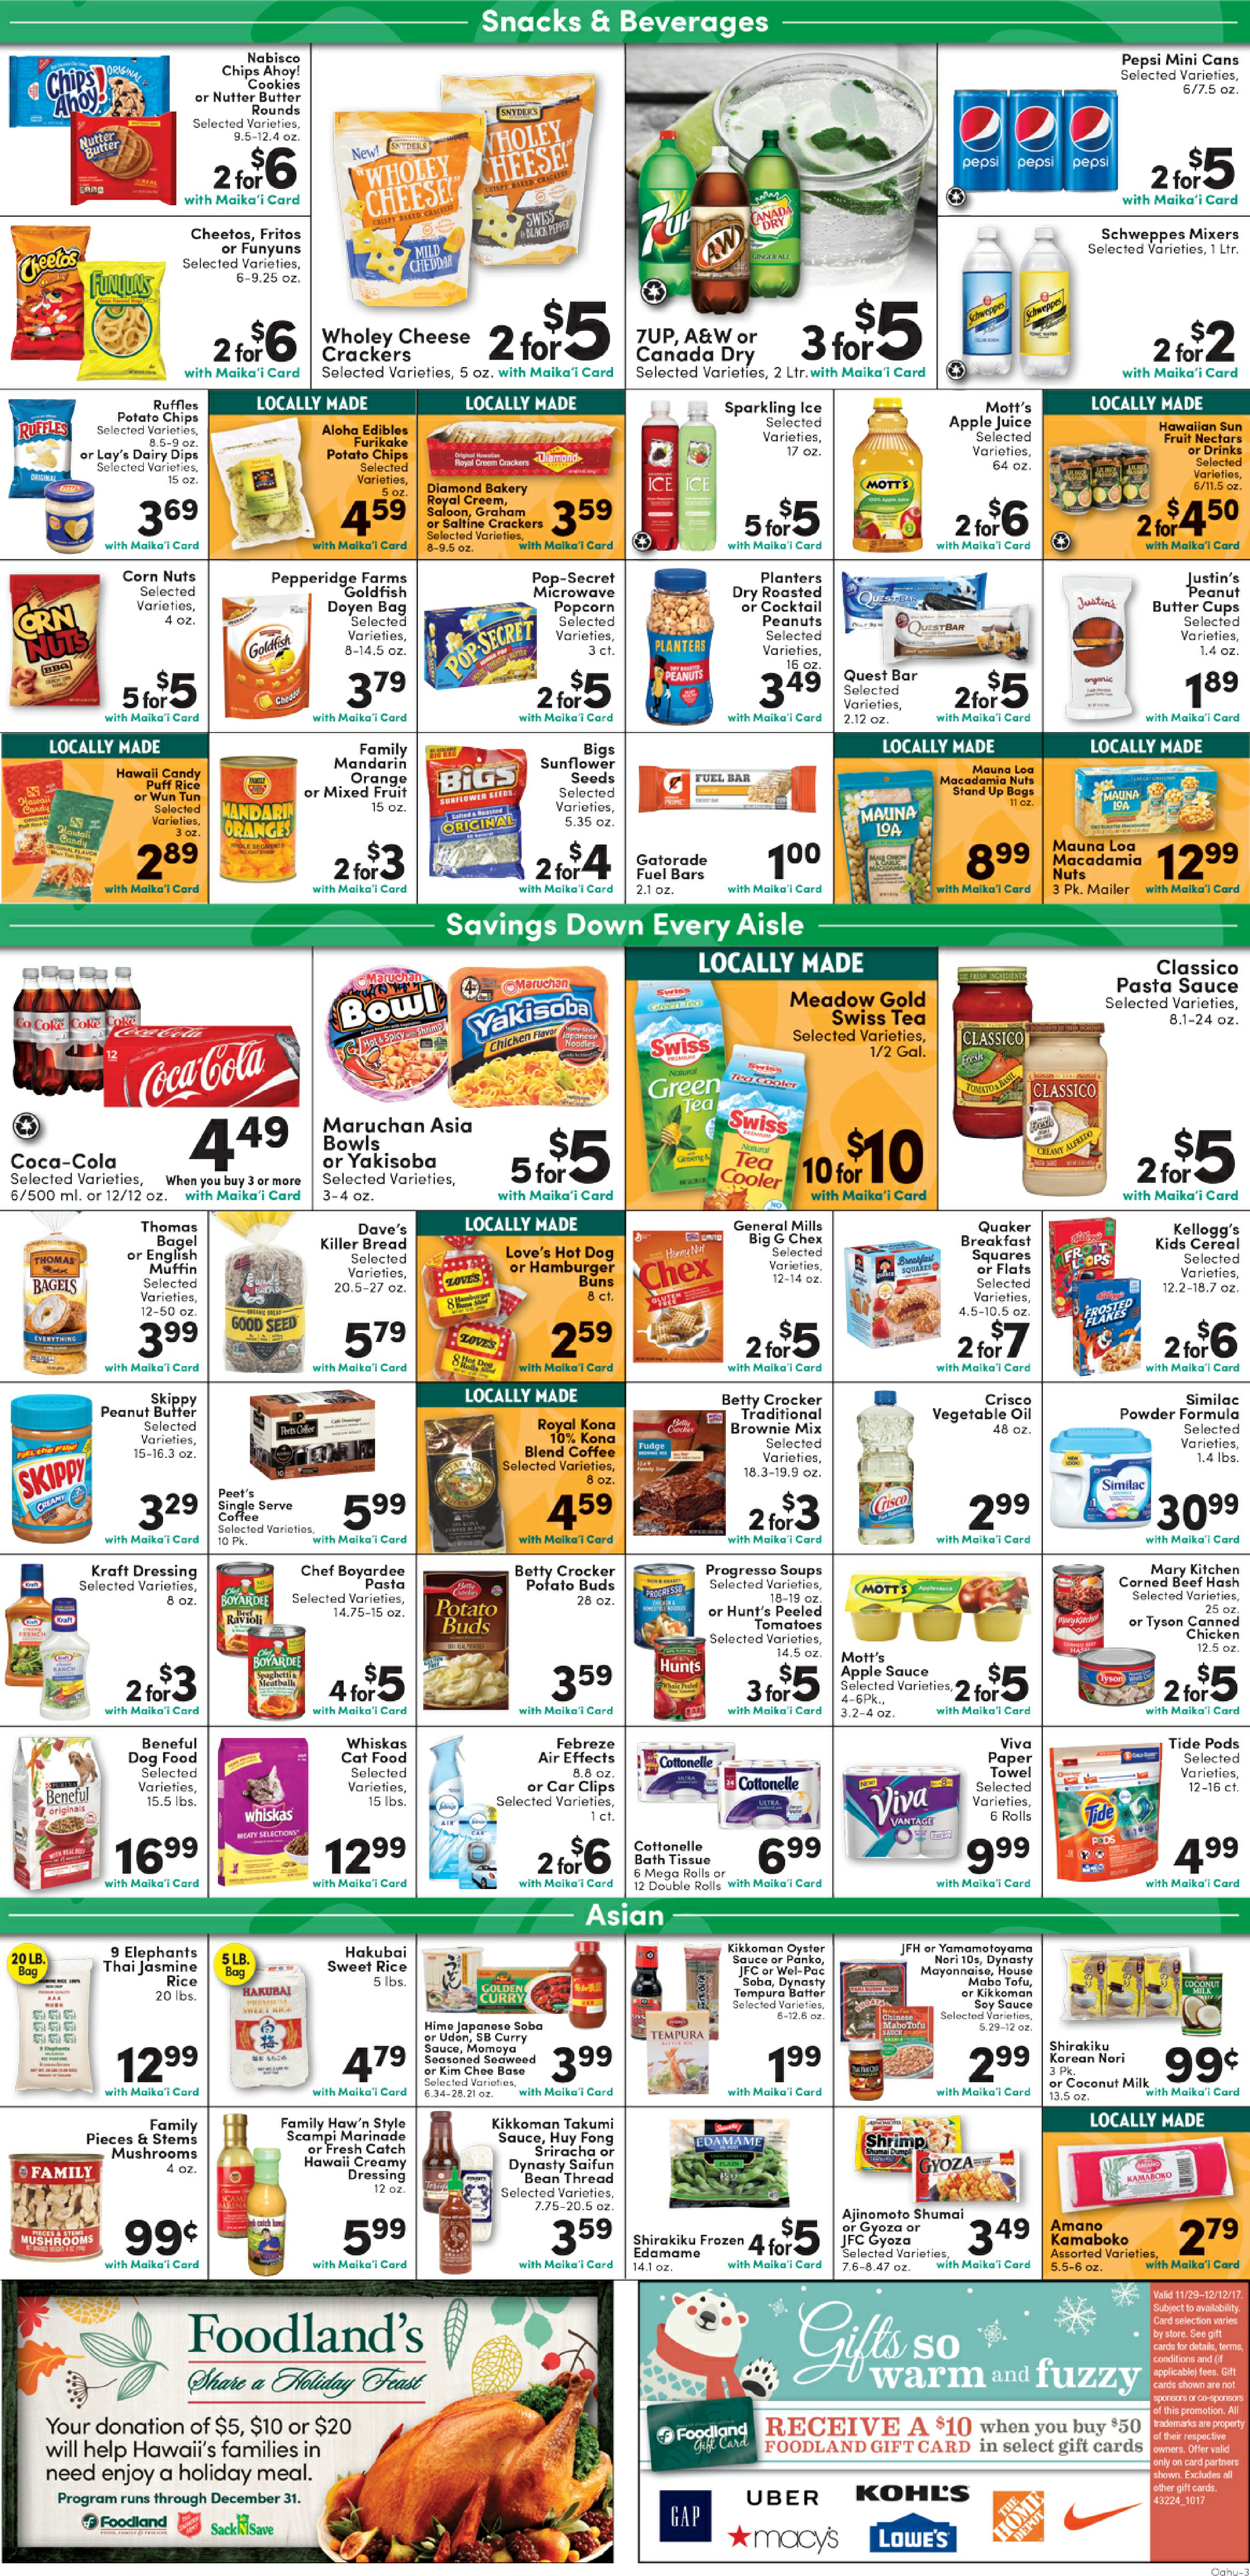 Snacks & Beverages
Nabisco
Chips Ahoy!
Cookies
or Nutter Butter
Rounds
Selected Varieties,
9.5-12.4 oz.
2 for $6
with Maika'i Card
Wholey Cheese
Crackers
Selected Varieties, 5 oz.
2 for $5
with Maika'i Card
7UP, A&W or
Canada Dry
Selected Varieties, 2 Ltr.
3 for $5
with Maika'i Card
Pepsi Mini Cans
Selected Varieties,
6/7.5 oz.
2 for $5
with Maika'i Card
Cheetos, Fritos
or Funyuns
Selected Varieties,
6-9.25 oz.
2 for $6
with Maika'i Card
Schweppes Mixers
Selected Varieties, 1 Ltr.
2 for $2
with Maika'i Card
Ruffles
Potato Chips
Selected Varieties,
8.5-9 oz.
or Lay's Dairy Dips
Selected Varieties,
15 oz.
3 69
with Maika'i Card
LOCALLY MADE
Aloha Edibles
Furikake
Potato Chips
Selected
Varieties,
5 oz.
4 59
with Maika'i Card
LOCALLY MADE
Diamond Bakery
Royal Creem,
Saloon, Graham
or Saltine Crackers
Selected Varieties,
8-9.5 oz.
3 59
with Maika'i Card
Sparkling Ice
Selected
Varieties,
17 oz.
5 for $5
with Maika'i Card
Mott's
Apple Juice
Selected
Varieties,
64 oz.
2 for $6
with Maika'i Card
LOCALLY MADE
Hawaiian Sun
Fruit Nectars
or Drinks
Selected
Varieties,
6/11.5 oz.
2 for $4 50
with Maika'i Card
Corn Nuts
Selected
Varieties,
4 oz.
5 for $5
with Maika'i Card
Pepperidge Farms
Goldfish
Doyen Bag
Selected
Varieties,
8-14.5 oz.
3 79
with Maika'i Card
Pop-Secret
Microwave
Popcorn
Selected
Varieties,
3 ct.
2 for $5
with Maika'i Card
Planters
Dry Roasted
or Cocktail
Peanuts
Selected
Varieties,
16 oz.
3 49
with Maika'i Card
Quest Bar
Selected
Varieties,
2.12 oz.
2 for $5
with Maika'i Card
Justin's
Peanut
Butter Cups
Selected
Varieties,
1.4 oz.
1 89
with Maika'i Card
LOCALLY MADE
Hawaii Candy
Puff Rice
or Wun Tun
Selected
Varieties,
3 oz.
2 89
with Maika'i Card
Family
Mandarin
Orange
or Mixed Fruit
15 oz.
2 for $3
with Maika'i Card
Bigs
Sunflower
Seeds
Selected
Varieties,
5.35 oz.
2 for $4
with Maika'i Card
Gatorade
Fuel Bars
2.1 oz.
1 00
with Maika'i Card
LOCALLY MADE
Mauna Loa
Macadamia Nuts
Stand Up Bags
11 oz.
8 99
with Maika'i Card
LOCALLY MADE
Mauna Loa
Macadamia
Nuts
3 Pk. Mailer
12 99
with Maika'i Card
Savings Down Every Aisle
Coca-Cola
Selected Varieties,
6/500 ml. or 12/12 oz.
4 49
When you buy 3 or more
with Maika'i Card
Maruchan Asia
Bowls
or Yakisoba
Selected Varieties,
3-4 oz.
5 for $5
with Maika'i Card
LOCALLY MADE
Meadow Gold
Swiss Tea
Selected Varieties,
1/2 Gal.
10 for $10
with Maika'i Card
Classico
Pasta Sauce
Selected Varieties,
8.1-24 oz.
2 for $5
with Maika'i Card
Thomas
Bagel
or English
Muffin
Selected
Varieties,
12-50 oz.
3 99
with Maika'i Card
Dave's
Killer Bread
Selected
Varieties,
20.5-27 oz.
5 79
with Maika'i Card
LOCALLY MADE
Love's Hot Dog
or Hamburger
Buns
8 ct.
2 59
with Maika'i Card
General Mills
Big G Chex
Selected
Varieties,
12-14 oz.
2 for $5
with Maika'i Card
Quaker
Breakfast
Squares
or Flats
Selected
Varieties,
4.5-10.5 oz.
2 for $7
with Maika'i Card
Kellogg's
Kids Cereal
Selected
Varieties,
12.2-18.7 oz.
2 for $6
with Maika'i Card
Skippy
Peanut Butter
Selected
Varieties,
15-16.3 oz.
3 29
with Maika'i Card
Peet's
Single Serve
Coffee
Selected Varieties,
10 Pk.
5 99
with Maika'i Card
LOCALLY MADE
Royal Kona
10% Kona
Blend Coffee
Selected Varieties,
8 oz.
4 59
with Maika'i Card
Betty Crocker
Traditional
Brownie Mix
Selected
Varieties,
18.3-19.9 oz.
2 for $3
with Maika'i Card
Crisco
Vegetable Oil
48 oz.
2 99
with Maika'i Card
Similac
Powder Formula
Selected
Varieties,
1.4 lbs.
30 99
with Maika'i Card
Kraft Dressing
Selected Varieties,
8 oz.
2 for $3
with Maika'i Card
Chef Boyardee
Pasta
Selected Varieties,
14.75-15 oz.
4 for $5
with Maika'i Card
Betty Crocker
Potato Buds
28 oz.
3 59
with Maika'i Card
Progresso Soups
Selected Varieties,
18-19 oz.
or Hunt's Peeled
Tomatoes
Selected Varieties,
14.5 oz.
3 for $5
with Maika'i Card
Mott's
Apple Sauce
Selected Varieties,
4-6Pk.,
3.2-4 oz.
2 for $5
with Maika'i Card
Mary Kitchen
Corned Beef Hash
Selected Varieties,
25 oz.
or Tyson Canned
Chicken
12.5 oz.
2 for $5
with Maika'i Card
Beneful
Dog Food
Selected
Varieties,
15.5 lbs.
16 99
with Maika'i Card
Whiskas
Cat Food
Selected
Varieties,
15 lbs.
12 99
with Maika'i Card
Febreze
Air Effects
8.8 oz.
or Car Clips
Selected Varieties,
1 ct.
2 for $6
with Maika'i Card
Cottonelle
Bath Tissue
6 Mega Rolls or
12 Double Rolls
6 99
with Maika'i Card
Viva
Paper
Towel
Selected
Varieties,
6 Rolls
9 99
with Maika'i Card
Tide Pods
Selected
Varieties,
12-16 ct.
4 99
with Maika'i Card
Asian
20 LB.
Bag
9 Elephants
Thai Jasmine
Rice
20 lbs.
12 99
with Maika'i Card
5 LB.
Bag
Hakubai
Sweet Rice
5 lbs.
4 79
with Maika'i Card
Hime Japanese Soba
or Udon, SB Curry
Sauce, Momoya
Seasoned Seaweed
or Kim Chee Base
Selected Varieties,
6.34-28.21 oz.
3 99
with Maika'i Card
Kikkoman Oyster
Sauce or Panko,
JFC or Wel-Pac
Soba, Dynasty
Tempura Batter
Selected Varieties,
6-12.6 oz.
1 99
with Maika'i Card
JFH or Yamamotoyama
Nori 10s, Dynasty
Mayonnaise, House
Mabo Tofu,
or Kikkoman
Soy Sauce
Selected Varieties,
5.29-12 oz.
2 99
with Maika'i Card
Shirakiku
Korean Nori
3 Pk.
or Coconut Milk
13.5 oz.
99¢
with Maika'i Card
Family
Pieces & Stems
Mushrooms
4 oz.
99¢
with Maika'i Card
Family Haw'n Style
Scampi Marinade
or Fresh Catch
Hawaii Creamy
Dressing
12 oz.
5 99
with Maika'i Card
Kikkoman Takumi
Sauce, Huy Fong
Sriracha or
Dynasty Saifun
Bean Thread
Selected Varieties,
7.75-20.5 oz.
3 59
with Maika'i Card
Shirakiku Frozen
Edamame
14.1 oz.
4 for $5
with Maika'i Card
Ajinomoto Shumai
or Gyoza or
JFC Gyoza
Selected Varieties,
7.6-8.47 oz.
3 49
with Maika'i Card
LOCALLY MADE
Amano
Kamaboko
Assorted Varieties,
5.5-6 oz.
2 79
with Maika'i Card
Foodland's
Share a Holiday Feast
Your donation of $5, $10 or $20
will help Hawaii's families in
need enjoy a holiday meal.
Program runs through December 31.
Foodland
Sack N Save
Gifts so
warm and fuzzy
Foodland
Gift Card
RECEIVE A $10 when you buy $50
FOODLAND GIFT CARD in select gift cards
GAP
UBER
macy's
KOHL'S
LOWE'S
THE HOME DEPOT
Valid 11/29-12/12/17.
Subject to availability.
Card selection varies
by store. See gift
cards for details, terms,
conditions and (if
applicable) fees. Gift
cards shown are not
sponsors or co-sponsors
of this promotion. All
trademarks are property
of their respective
owners. Offer valid
only on card partners
shown. Excludes all
other gift cards.
43224_1017
Oahu-3